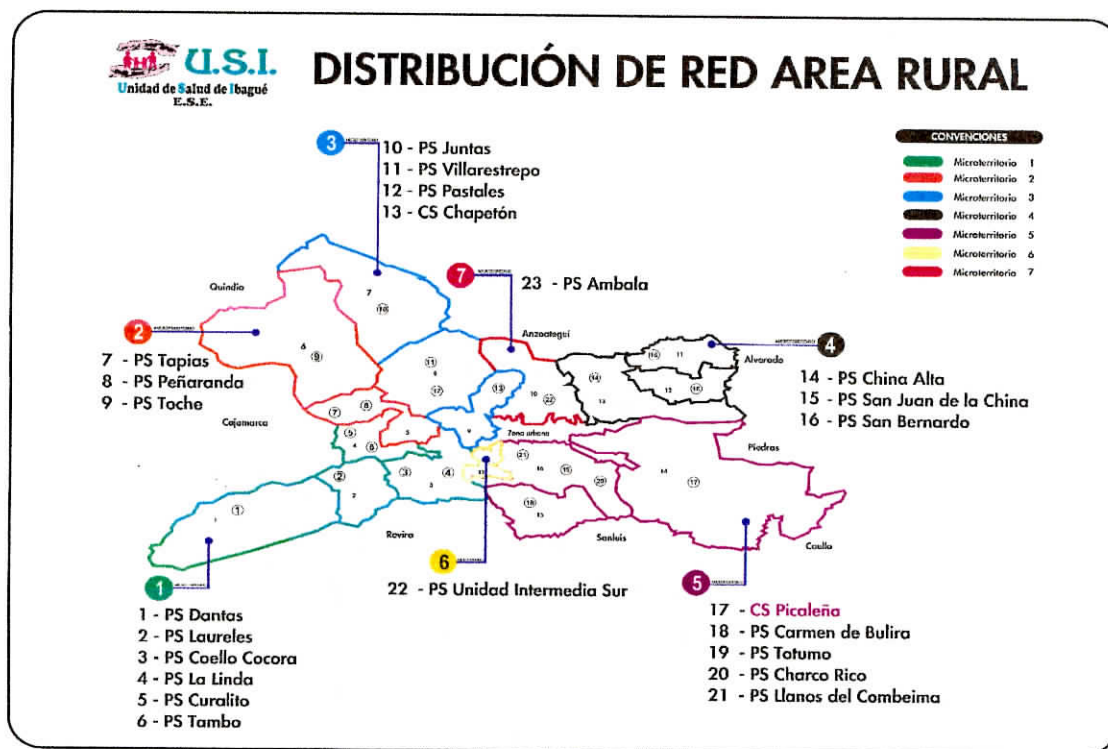 U.S.I.
Unidad de Salud de Ibagué
E.S.E.
DISTRIBUCIÓN DE RED AREA RURAL
CONVENCIONES
Microterritorio 1
Microterritorio 2
Microterritorio 3
Microterritorio 4
Microterritorio 5
Microterritorio 6
Microterritorio 7
3
10 - PS Juntas
11 - PS Villarestrepo
12 - PS Pastales
13 - CS Chapetón
7
23 - PS Ambala
Quindio
Anzoategui
Alvarado
2
7 - PS Tapias
8 - PS Peñaranda
9 - PS Toche
4
14 - PS China Alta
15 - PS San Juan de la China
16 - PS San Bernardo
Cajamarca
Zona urbana
Piedras
Rovira
Sanluis
Coello
6
22 - PS Unidad Intermedia Sur
1
1 - PS Dantas
2 - PS Laureles
3 - PS Coello Cocora
4 - PS La Linda
5 - PS Curalito
6 - PS Tambo
5
17 - CS Picaleña
18 - PS Carmen de Bulira
19 - PS Totumo
20 - PS Charco Rico
21 - PS Llanos del Combeima